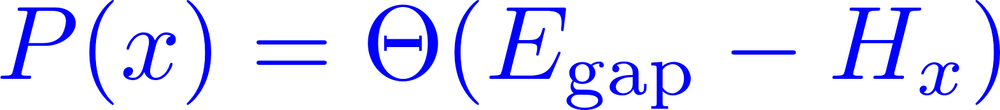 P(x) = Θ(E_gap − H_x)